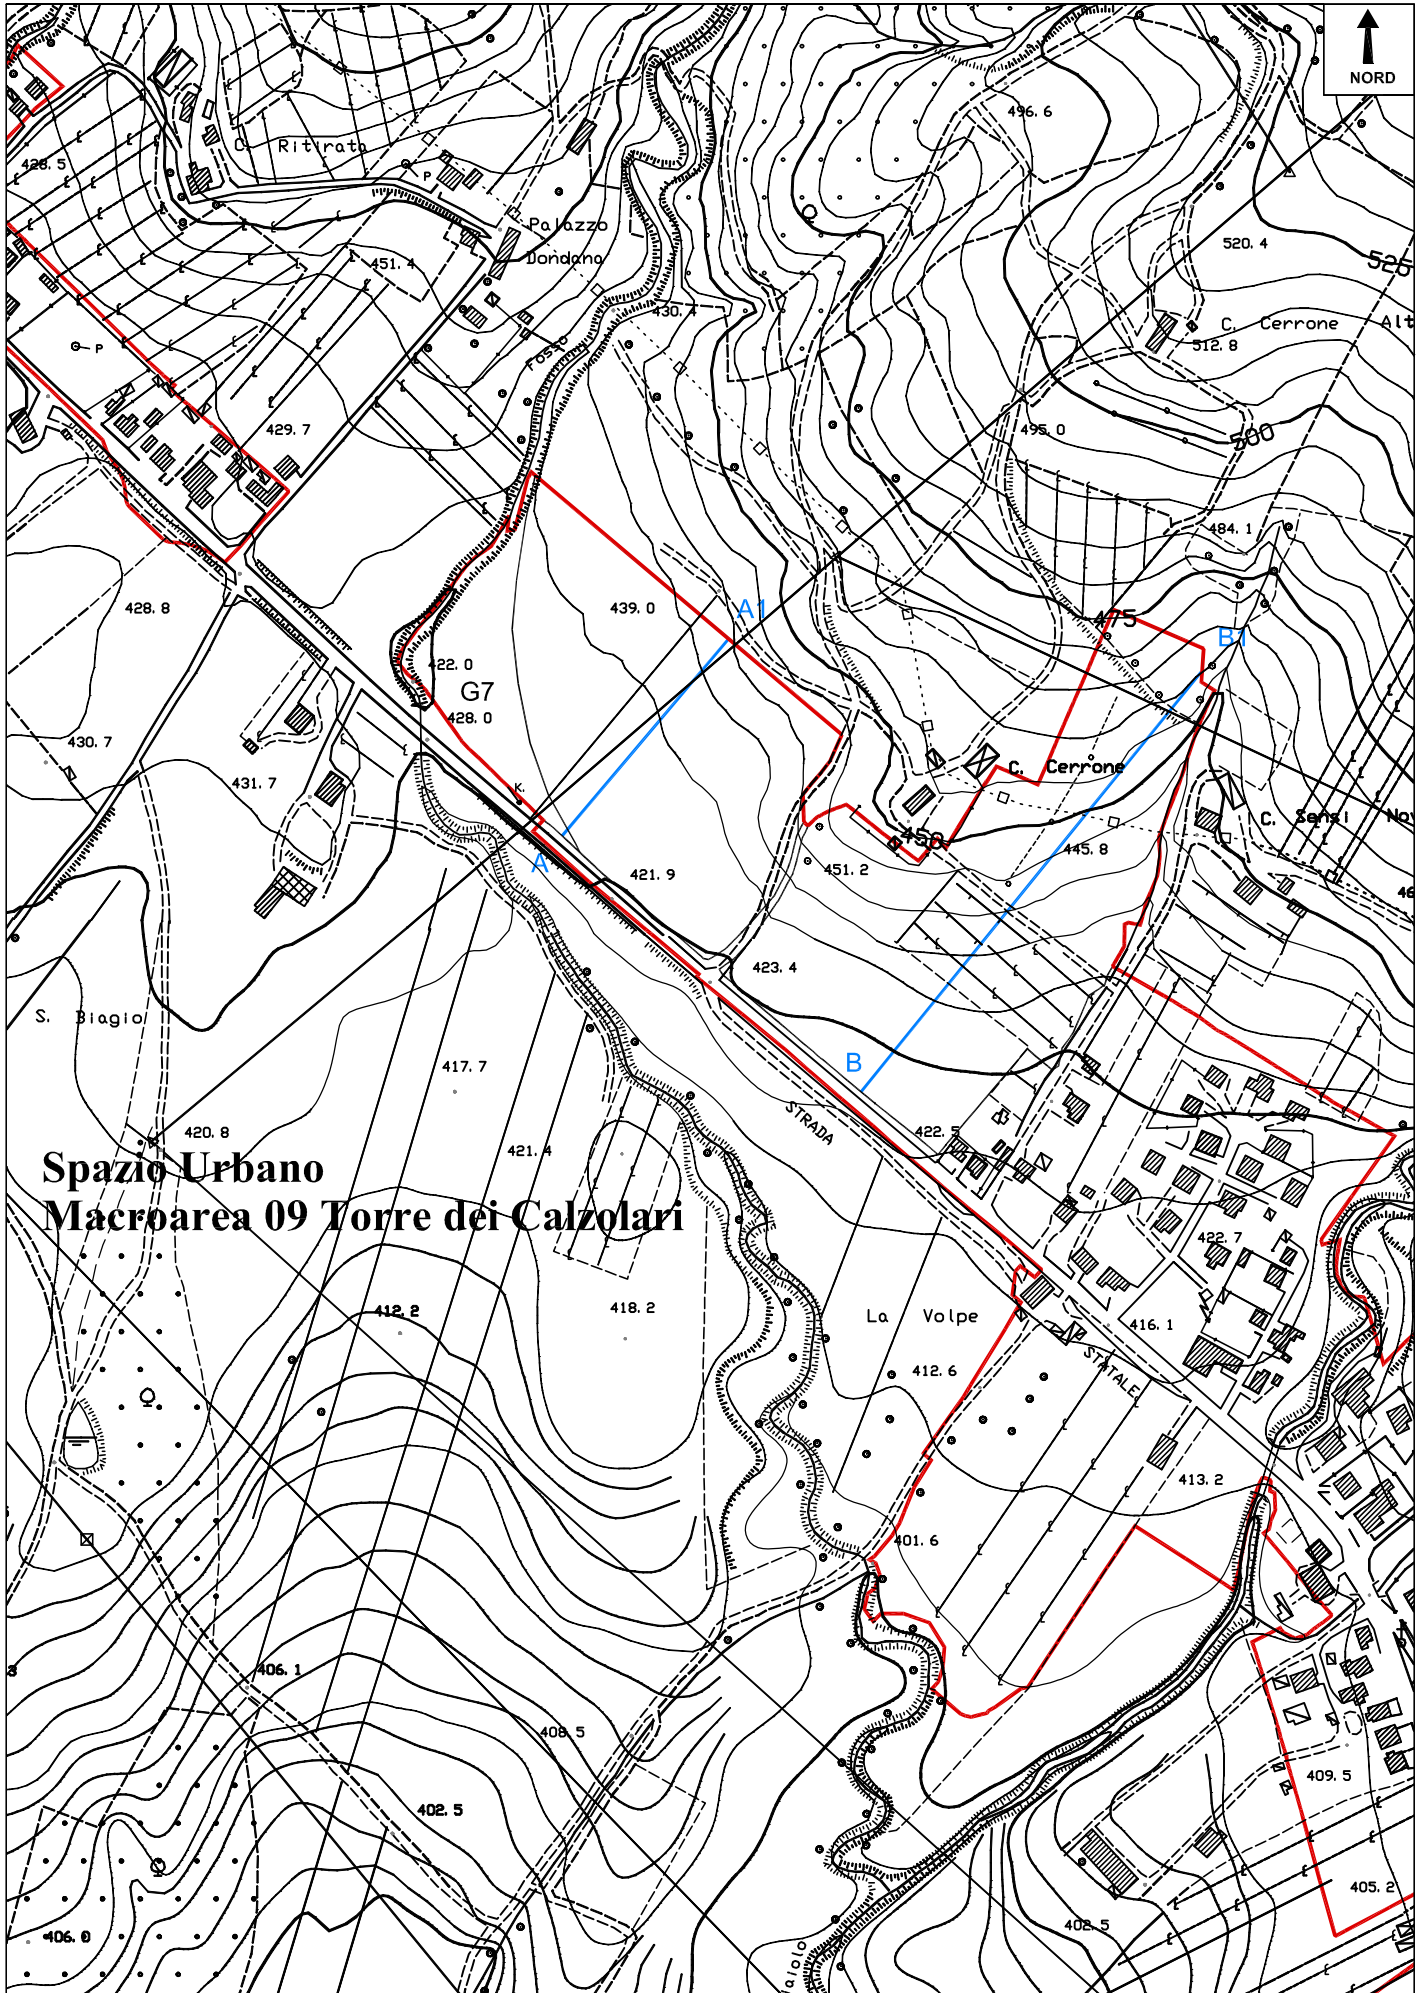 NORD
496. 6
428. 5
C. Ritirata
P
Palazzo
Dondana
520. 4
525
451. 4
430. 4
C. Cerrone Alt
512. 8
P
Fosso
429. 7
495. 0
500
484. 1
428. 8
439. 0
A1
475
B1
422. 0
G7
428. 0
430. 7
431. 7
K.
C. Cerrone
C. Sensi Nov
450
445. 8
A
421. 9
451. 2
46
423. 4
S. Biagio
417. 7
B
STRADA
420. 8
421. 4
422. 5
Spazio Urbano
Macroarea 09 Torre dei Calzolari
422. 7
412. 2
418. 2
La Volpe
416. 1
STATALE
412. 6
413. 2
401. 6
3
406. 1
408. 5
409. 5
402. 5
405. 2
406. 0
402. 5
aiolo